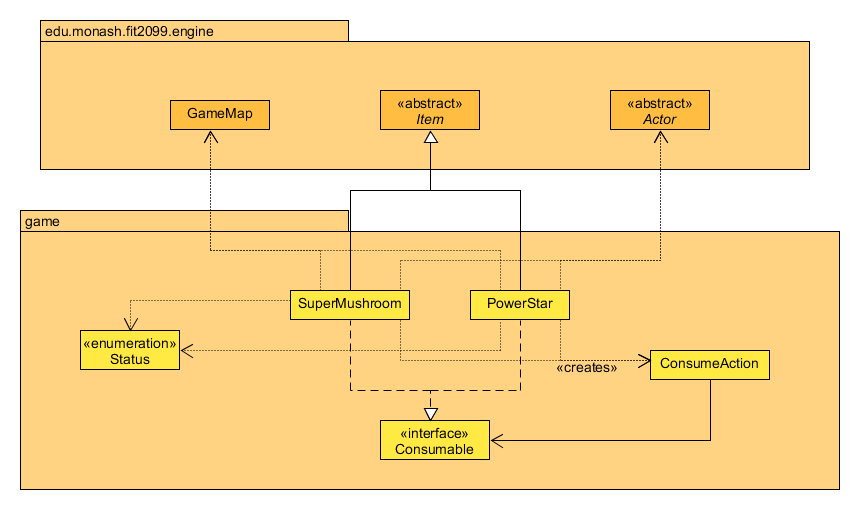 edu.monash.fit2099.engine
GameMap
«abstract»
Item
«abstract»
Actor
game
SuperMushroom
PowerStar
«enumeration»
Status
«creates»
ConsumeAction
«interface»
Consumable